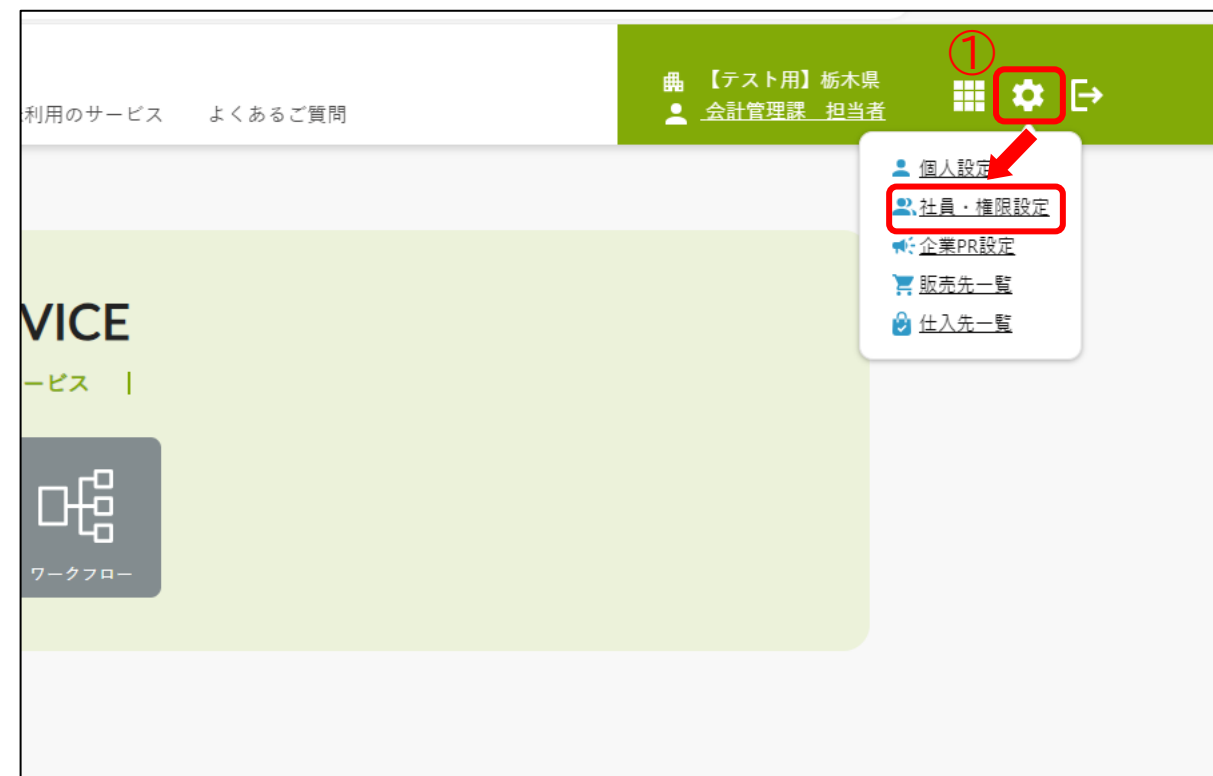 ①
【テスト用】栃木県
利用のサービス よくあるご質問
会計管理課 担当者
個人設定
社員・権限設定
企業PR設定
販売先一覧
仕入先一覧
VICE
ービス |
ワークフロー